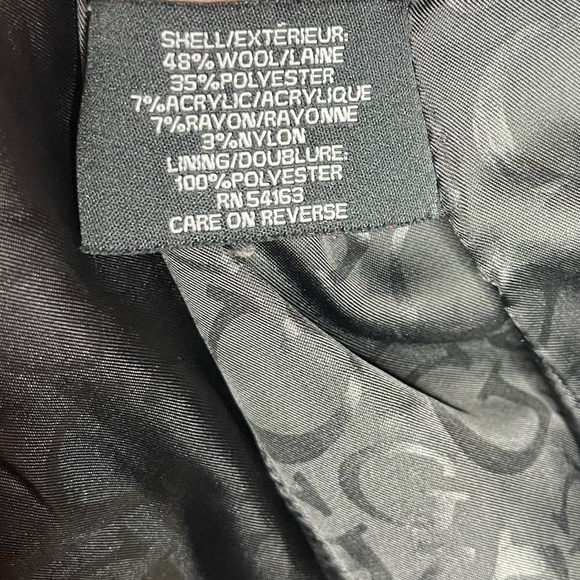 SHELL/EXTÉRIEUR:
48% WOOL/LAINE
35% POLYESTER
7% ACRYLIC/ACRYLIQUE
7% RAYON/RAYONNE
3% NYLON
LINING/DOUBLURE:
100% POLYESTER
RN 54163
CARE ON REVERSE